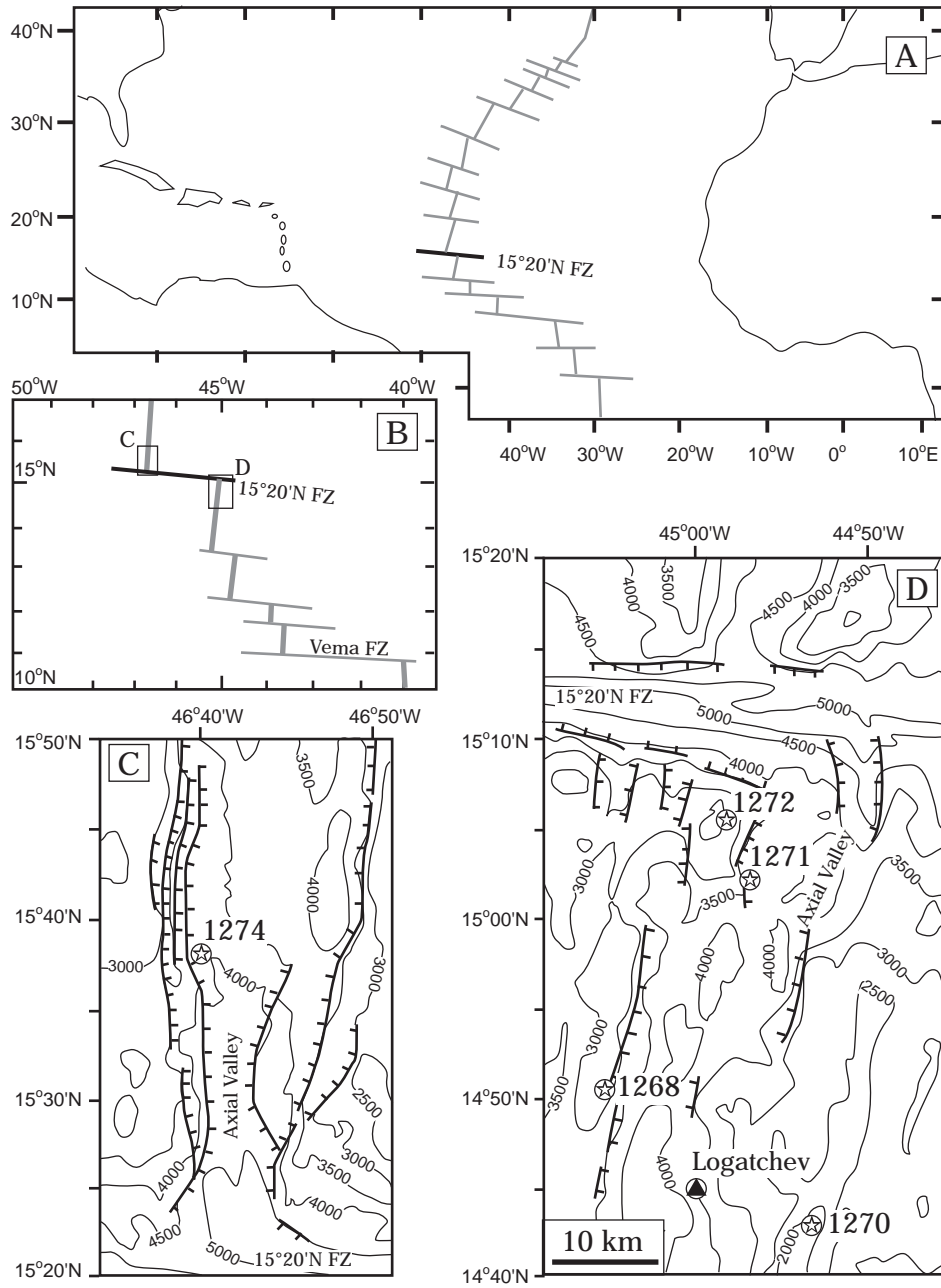 40°N
A
30°N
20°N
15°20'N FZ
10°N
50°W
45°W
40°W
B
C
D
15°N
15°20'N FZ
Vema FZ
10°N
40°W
30°W
20°W
10°W
0°
10°E
46°40'W
46°50'W
15°50'N
C
3500
4000
15°40'N
1274
3000
4000
3000
Axial Valley
15°30'N
2500
4000
3000
3500
4000
4500
5000
15°20'N FZ
15°20'N
45°00'W
44°50'W
15°20'N
D
3500
4000
4500
3500
4000
4500
15°20'N FZ
5000
5000
4500
15°10'N
4000
1272
1271
3000
3500
Axial Valley
3500
15°00'N
4000
4000
3000
2500
3000
3500
1268
14°50'N
Logatchev
4000
1270
2000
10 km
14°40'N